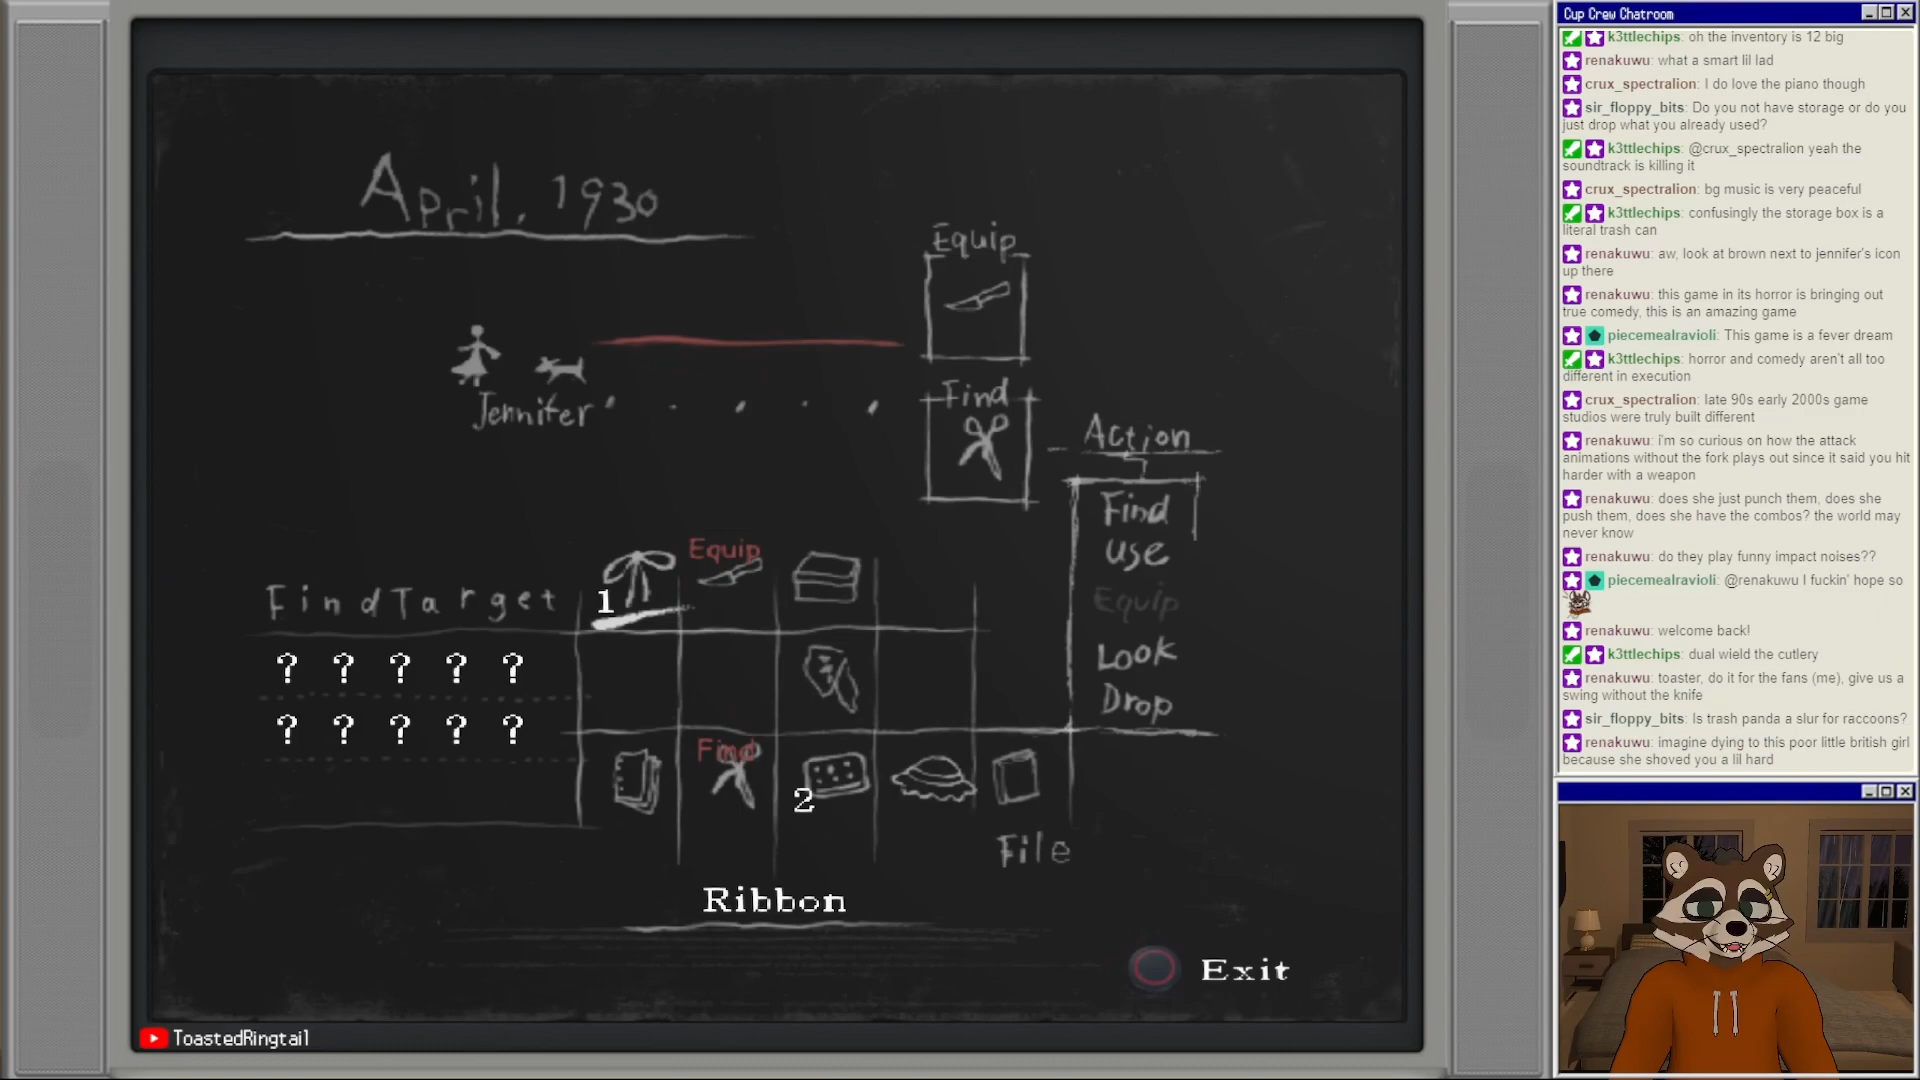 April, 1930
Equip
Find
Jennifer
Action
Find
Use
Equip
Look
Drop
Equip
FindTarget
1
? ? ? ? ?
? ? ? ? ?
Find
2
File
Ribbon
Exit
ToastedRingtail
Cup Crew Chatroom
k3ttlechips: oh the inventory is 12 big
renakuwu: what a smart lil lad
crux_spectralion: I do love the piano though
sir_floppy_bits: Do you not have storage or do you
just drop what you already used?
k3ttlechips: @crux_spectralion yeah the
soundtrack is killing it
crux_spectralion: bg music is very peaceful
k3ttlechips: confusingly the storage box is a
literal trash can
renakuwu: aw, look at brown next to jennifer's icon
up there
renakuwu: this game in its horror is bringing out
true comedy, this is an amazing game
piecemealravioli: This game is a fever dream
k3ttlechips: horror and comedy aren't all too
different in execution
crux_spectralion: late 90s early 2000s game
studios were truly built different
renakuwu: i'm so curious on how the attack
animations without the fork plays out since it said you hit
harder with a weapon
renakuwu: does she just punch them, does she
push them, does she have the combos? the world may
never know
renakuwu: do they play funny impact noises??
piecemealravioli: @renakuwu I fuckin' hope so
renakuwu: welcome back!
k3ttlechips: dual wield the cutlery
renakuwu: toaster, do it for the fans (me), give us a
swing without the knife
sir_floppy_bits: Is trash panda a slur for raccoons?
renakuwu: imagine dying to this poor little british girl
because she shoved you a lil hard